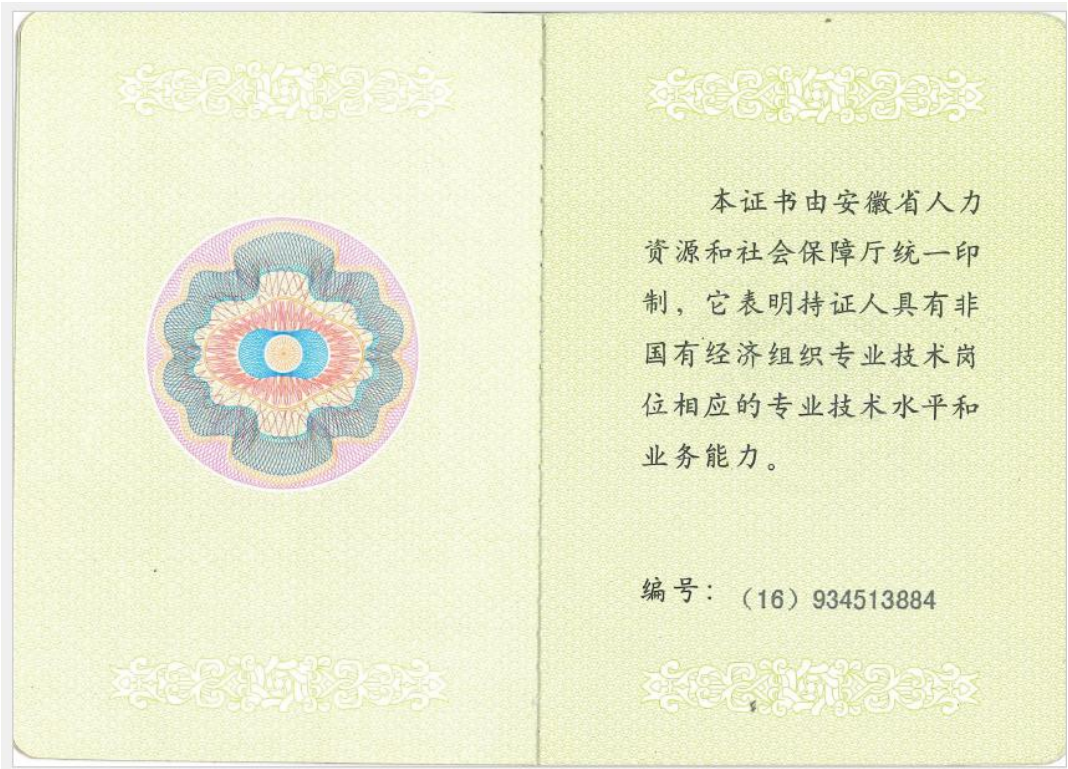 本证书由安徽省人力
资源和社会保障厅统一印
制，它表明持证人具有非
国有经济组织专业技术岗
位相应的专业技术水平和
业务能力。
编号：（16）934513884